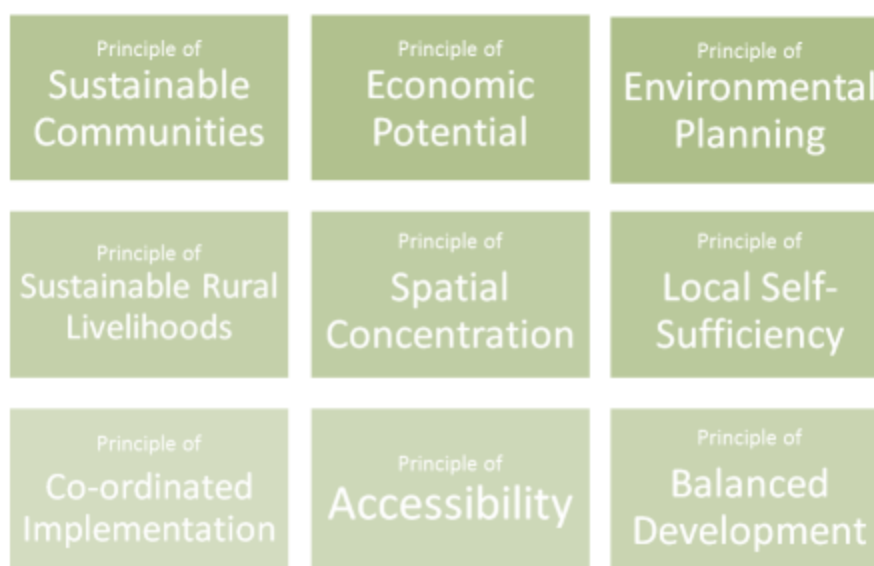 Principle of
Sustainable
Communities
Principle of
Economic
Potential
Principle of
Environmental
Planning
Principle of
Sustainable Rural
Livelihoods
Principle of
Spatial
Concentration
Principle of
Local Self-
Sufficiency
Principle of
Co-ordinated
Implementation
Principle of
Accessibility
Principle of
Balanced
Development